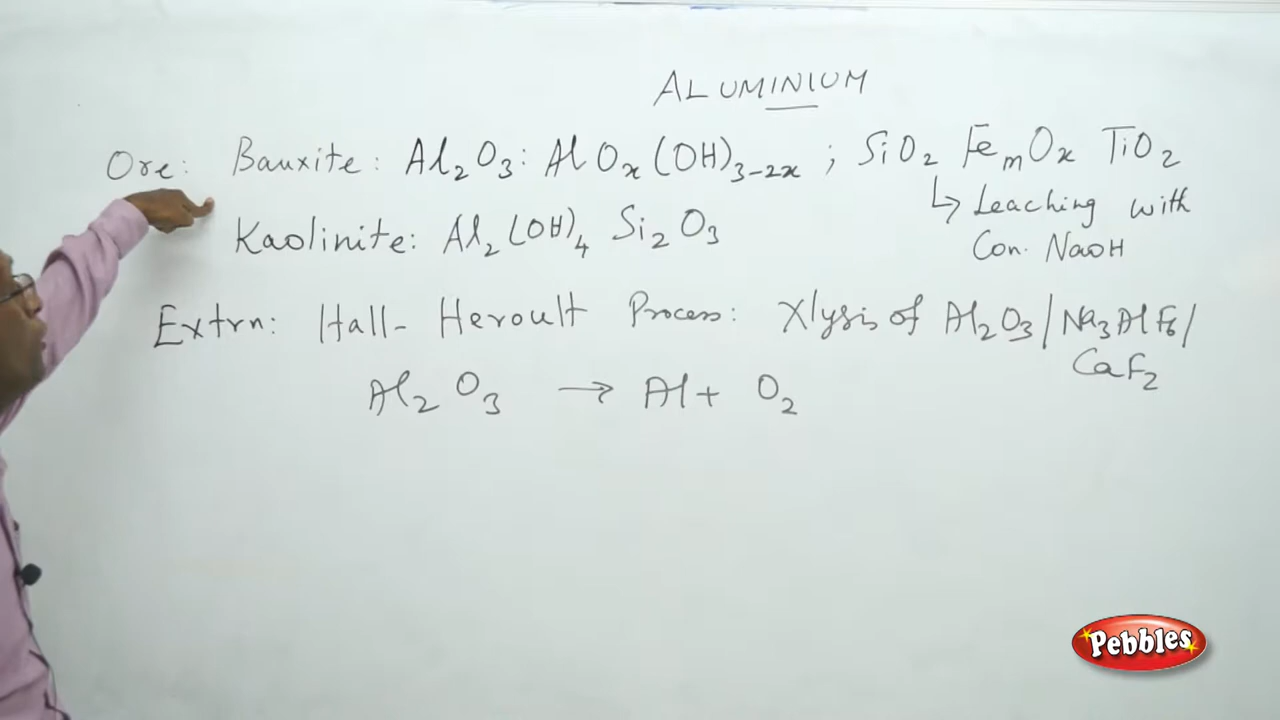 ALUMINIUM
Ore: Bauxite: Al₂O₃: AlOₓ(OH)₃₋₂ₓ ; SiO₂ FeₘOₓ TiO₂
↳ Leaching with
Con. NaOH
Kaolinite: Al₂(OH)₄ Si₂O₃
Extrn: Hall-Heroult Process: Xlysis of Al₂O₃/Na₃AlF₆/
CaF₂
Al₂O₃ → Al + O₂
Pebbles